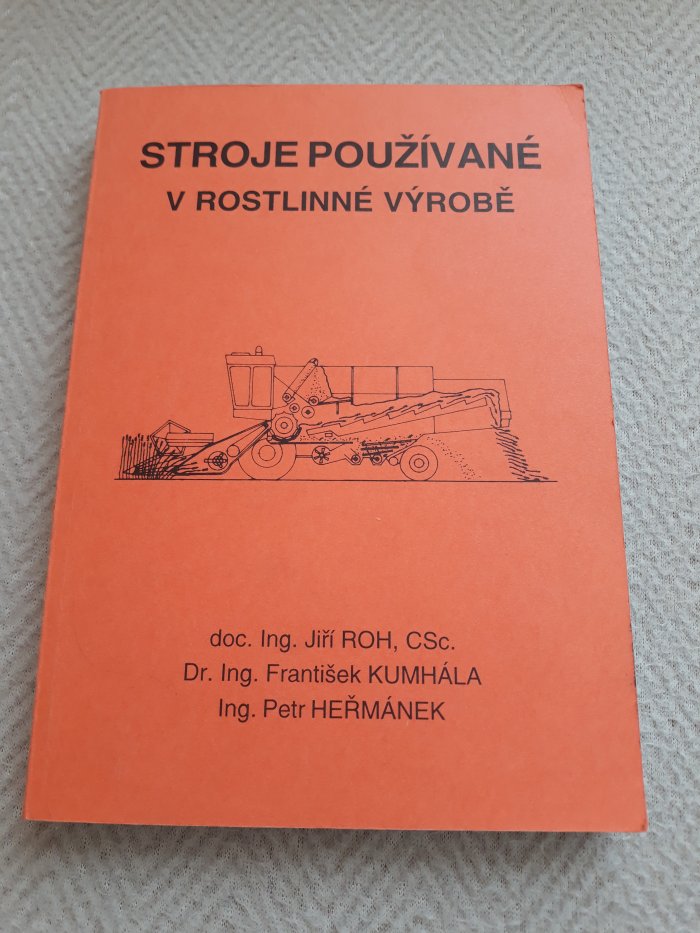 STROJE POUŽÍVANÉ
V ROSTLINNÉ VÝROBĚ
doc. Ing. Jiří ROH, CSc.
Dr. Ing. František KUMHÁLA
Ing. Petr HEŘMÁNEK